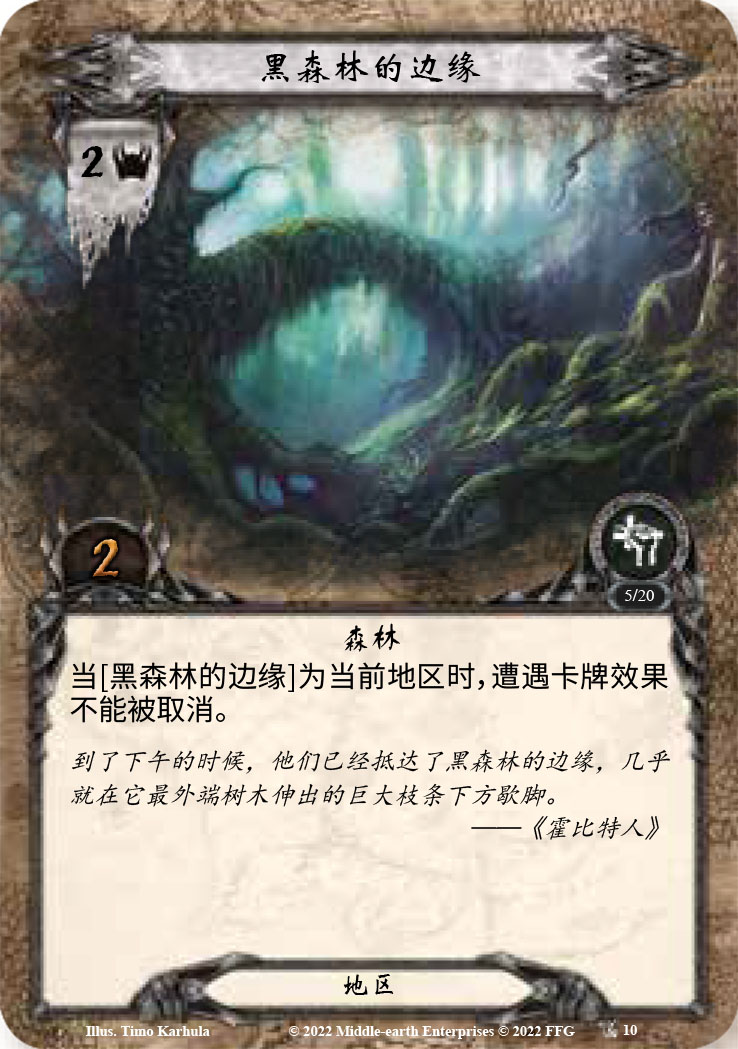 黑森林的边缘
2
2
5/20
森林
当[黑森林的边缘]为当前地区时，遭遇卡牌效果
不能被取消。
到了下午的时候，他们已经抵达了黑森林的边缘，几乎
就在它最外端树木伸出的巨大枝条下方歇脚。
——《霍比特人》
地区
Illus. Timo Karhula © 2022 Middle-earth Enterprises © 2022 FFG 10